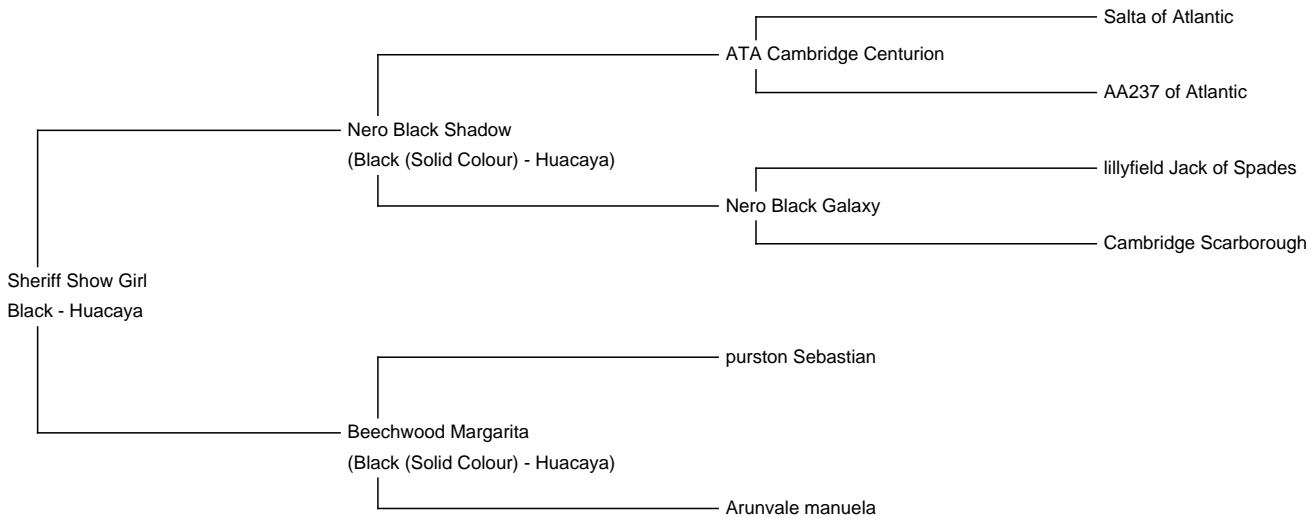 Salta of Atlantic
ATA Cambridge Centurion
AA237 of Atlantic
Nero Black Shadow
(Black (Solid Colour) - Huacaya)
lillyfield Jack of Spades
Nero Black Galaxy
Cambridge Scarborough
Sheriff Show Girl
Black - Huacaya
purston Sebastian
Beechwood Margarita
(Black (Solid Colour) - Huacaya)
Arunvale manuela